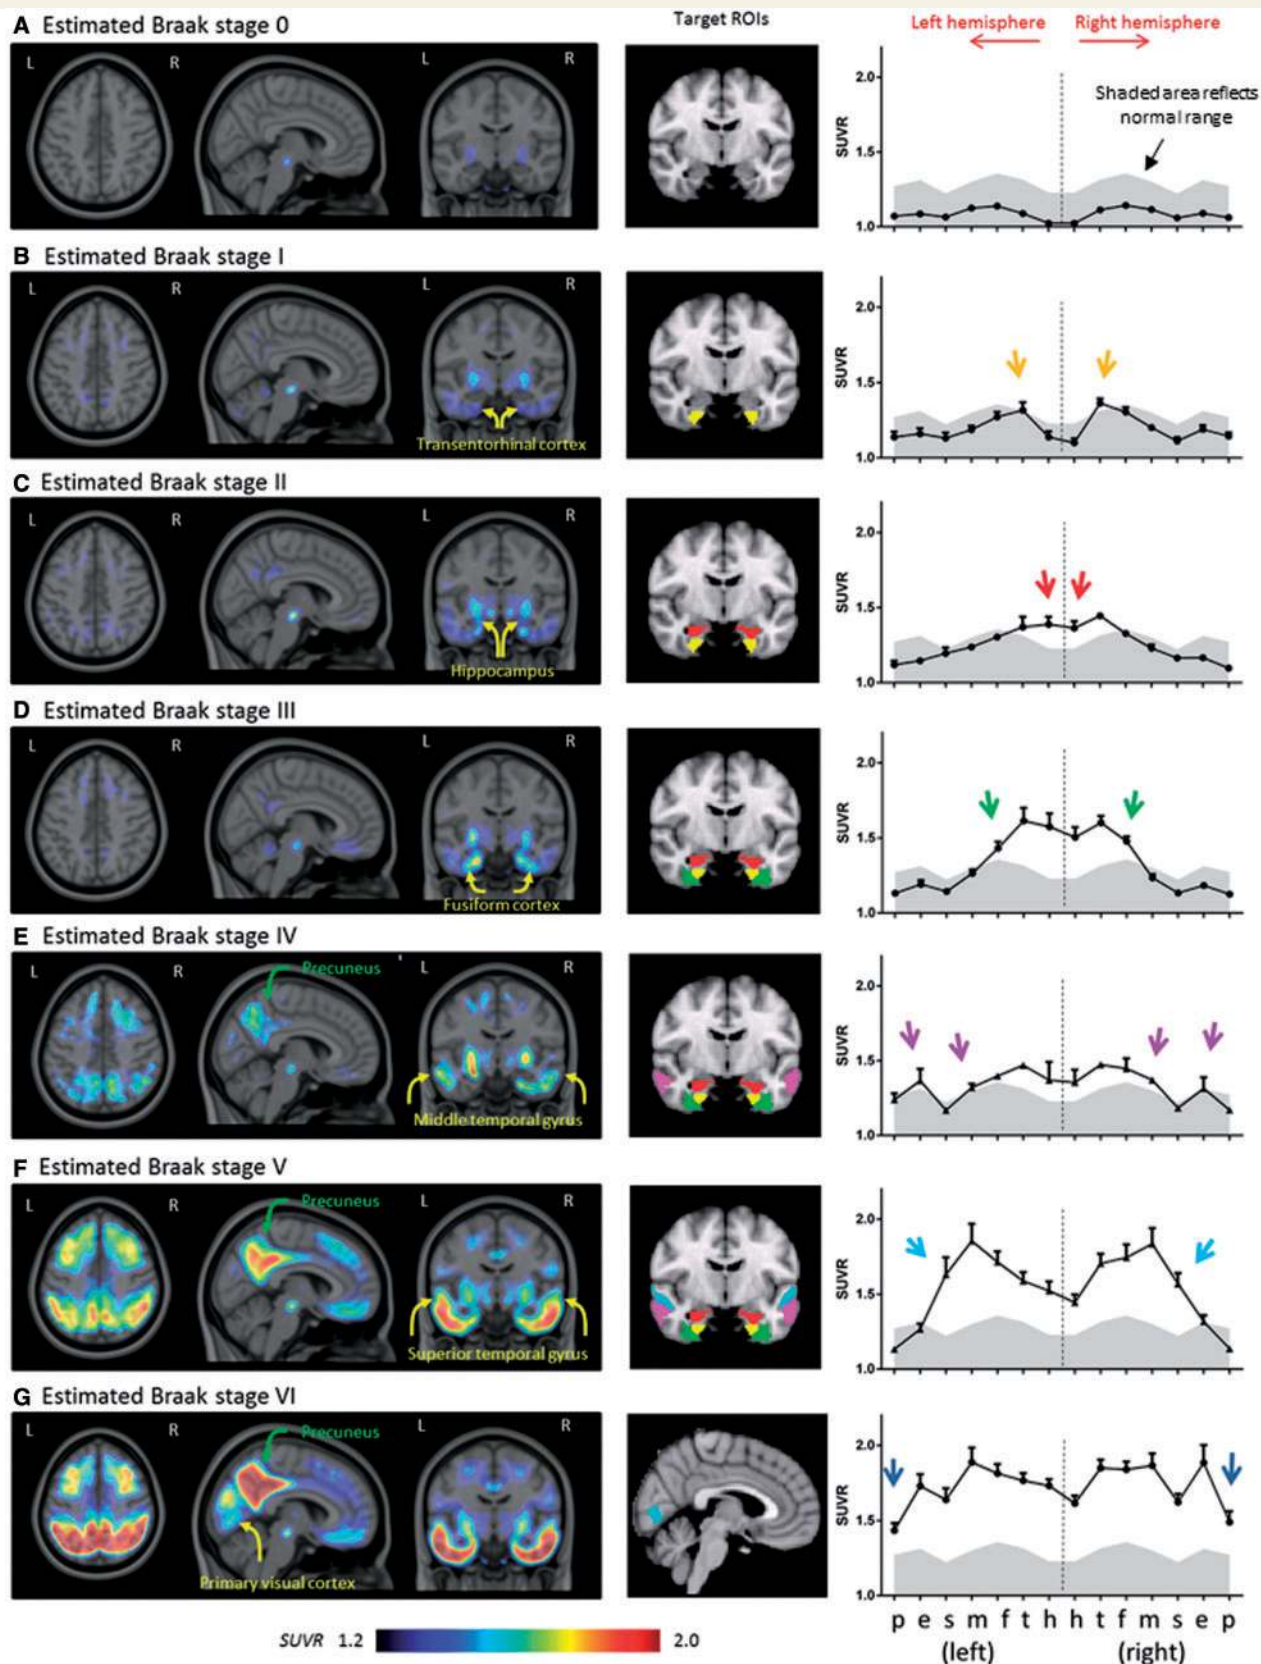 A Estimated Braak stage 0
Target ROIs
Left hemisphere
Right hemisphere
L R L R
SUVR
2.0
1.5
1.0
Shaded area reflects
normal range
B Estimated Braak stage I
L R L R
Transentorhinal cortex
SUVR
2.0
1.5
1.0
C Estimated Braak stage II
L R L R
Hippocampus
SUVR
2.0
1.5
1.0
D Estimated Braak stage III
L R L R
Fusiform cortex
SUVR
2.0
1.5
1.0
E Estimated Braak stage IV
L R L R
Precuneus
Middle temporal gyrus
SUVR
2.0
1.5
1.0
F Estimated Braak stage V
L R L R
Precuneus
Superior temporal gyrus
SUVR
2.0
1.5
1.0
G Estimated Braak stage VI
L R L R
Precuneus
Primary visual cortex
SUVR
2.0
1.5
1.0
p e s m f t h h t f m s e p
(left) (right)
SUVR 1.2 2.0